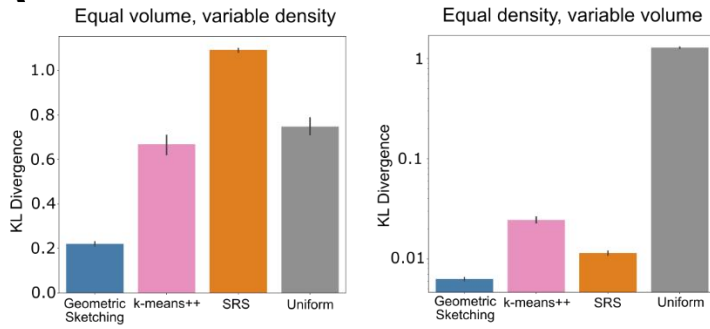 Equal volume, variable density
KL Divergence
1.0
0.8
0.6
0.4
0.2
0.0
Geometric
Sketching
k-means++
SRS
Uniform
Equal density, variable volume
KL Divergence
1
0.1
0.01
Geometric
Sketching
k-means++
SRS
Uniform